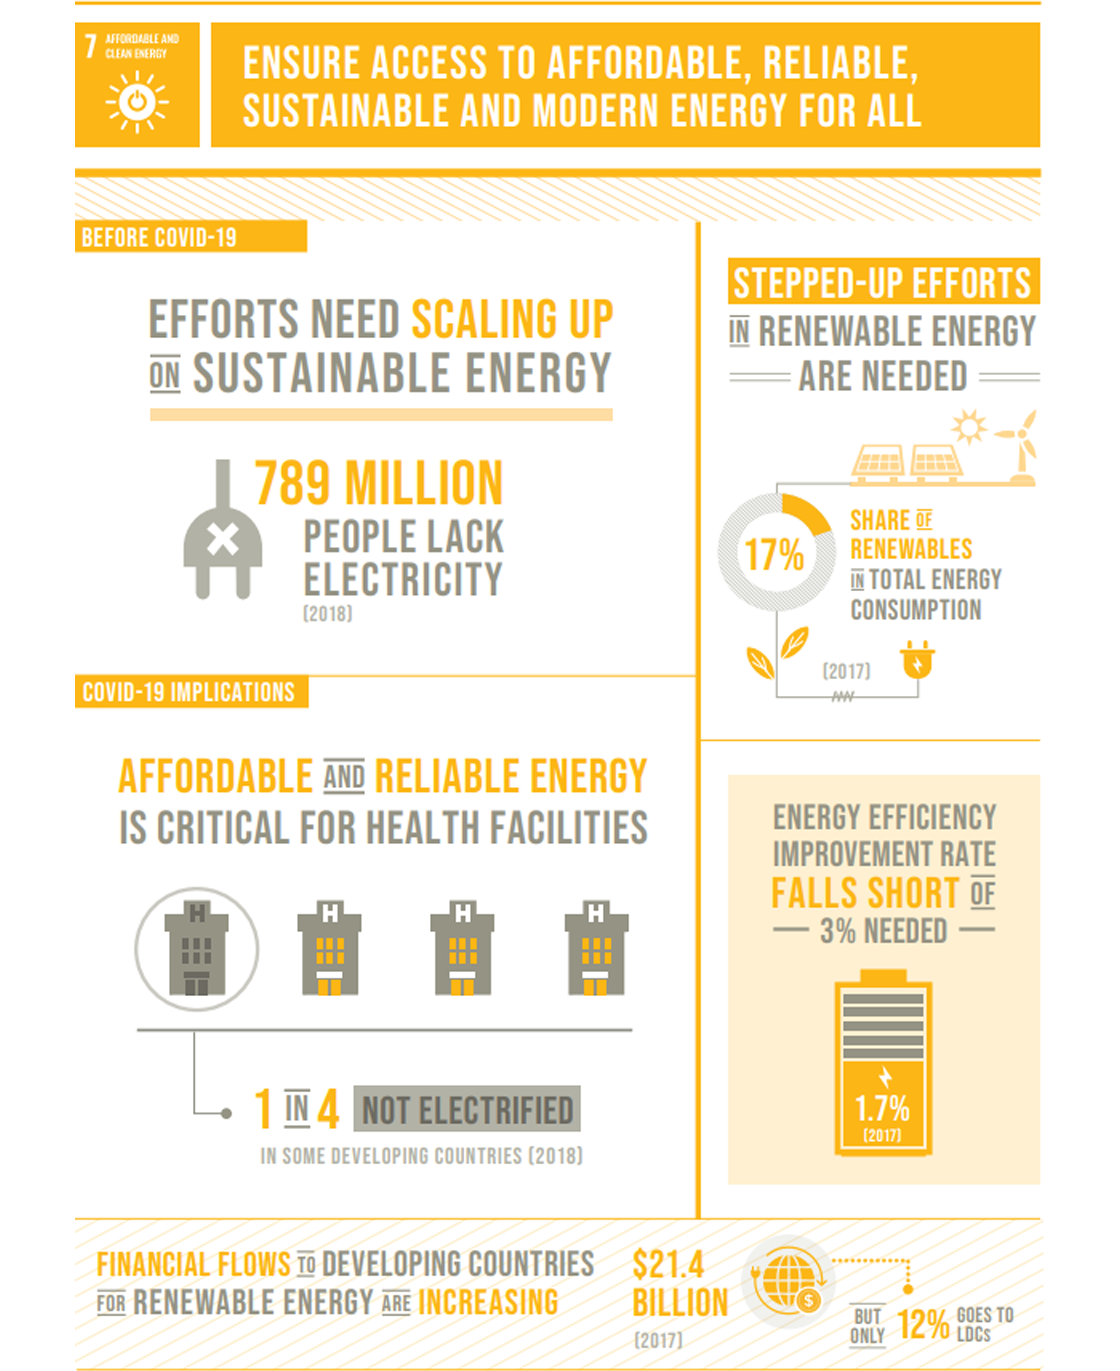 7 AFFORDABLE AND
CLEAN ENERGY
ENSURE ACCESS TO AFFORDABLE, RELIABLE,
SUSTAINABLE AND MODERN ENERGY FOR ALL
BEFORE COVID-19
EFFORTS NEED SCALING UP
ON SUSTAINABLE ENERGY
789 MILLION
PEOPLE LACK
ELECTRICITY
(2018)
COVID-19 IMPLICATIONS
AFFORDABLE AND RELIABLE ENERGY
IS CRITICAL FOR HEALTH FACILITIES
H H H H
1 IN 4 NOT ELECTRIFIED
IN SOME DEVELOPING COUNTRIES (2018)
STEPPED-UP EFFORTS
IN RENEWABLE ENERGY
ARE NEEDED
17%
SHARE OF
RENEWABLES
IN TOTAL ENERGY
CONSUMPTION
(2017)
ENERGY EFFICIENCY
IMPROVEMENT RATE
FALLS SHORT OF
3% NEEDED
1.7%
(2017)
FINANCIAL FLOWS TO DEVELOPING COUNTRIES
FOR RENEWABLE ENERGY ARE INCREASING
$21.4
BILLION
(2017)
$
BUT
ONLY
12%
GOES TO
LDCs